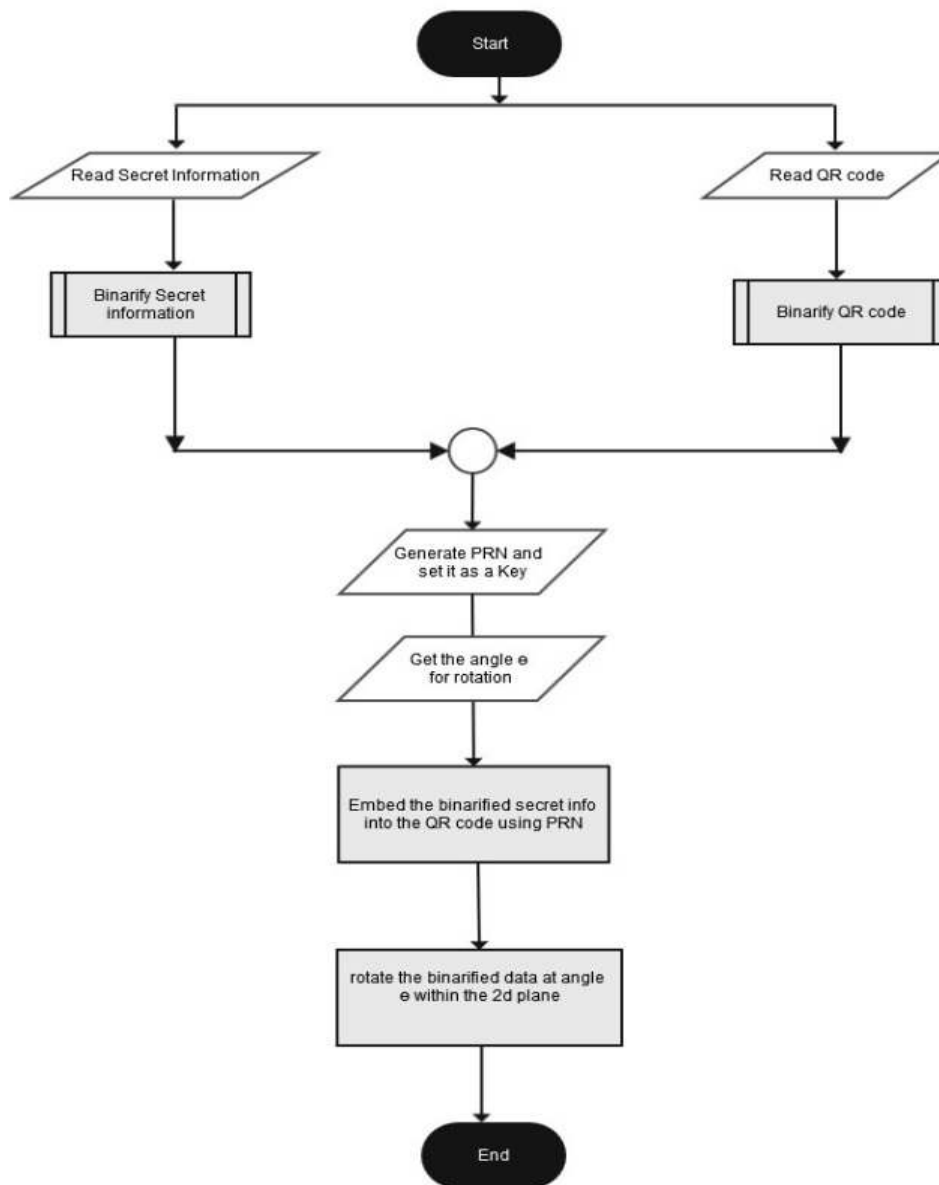 Start
Read Secret Information
Read QR code
Binarify Secret
information
Binarify QR code
Generate PRN and
set it as a Key
Get the angle ɵ
for rotation
Embed the binarified secret info
into the QR code using PRN
rotate the binarified data at angle
ɵ within the 2d plane
End